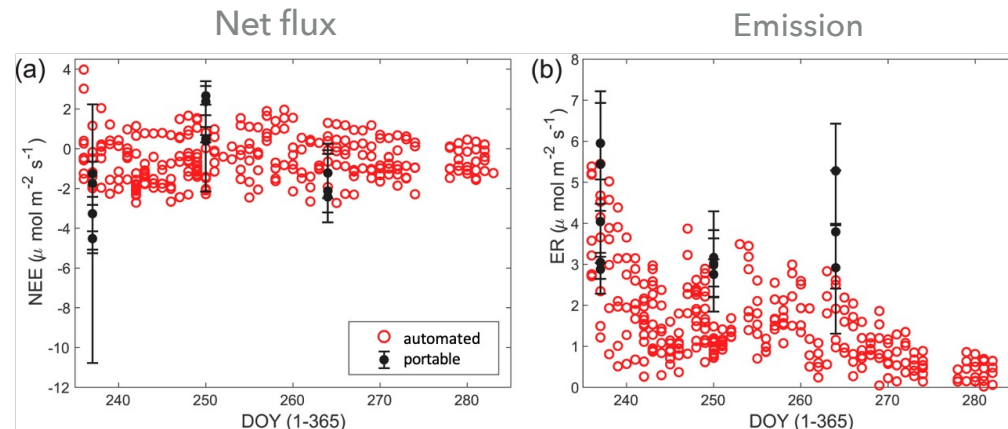 Net flux
Emission
(a)
4
2
0
-2
-4
-6
-8
-10
-12
NEE (μ mol m⁻² s⁻¹)
automated
portable
240
250
260
270
280
DOY (1-365)
(b)
8
7
6
5
4
3
2
1
0
ER (μ mol m⁻² s⁻¹)
240
250
260
270
280
DOY (1-365)